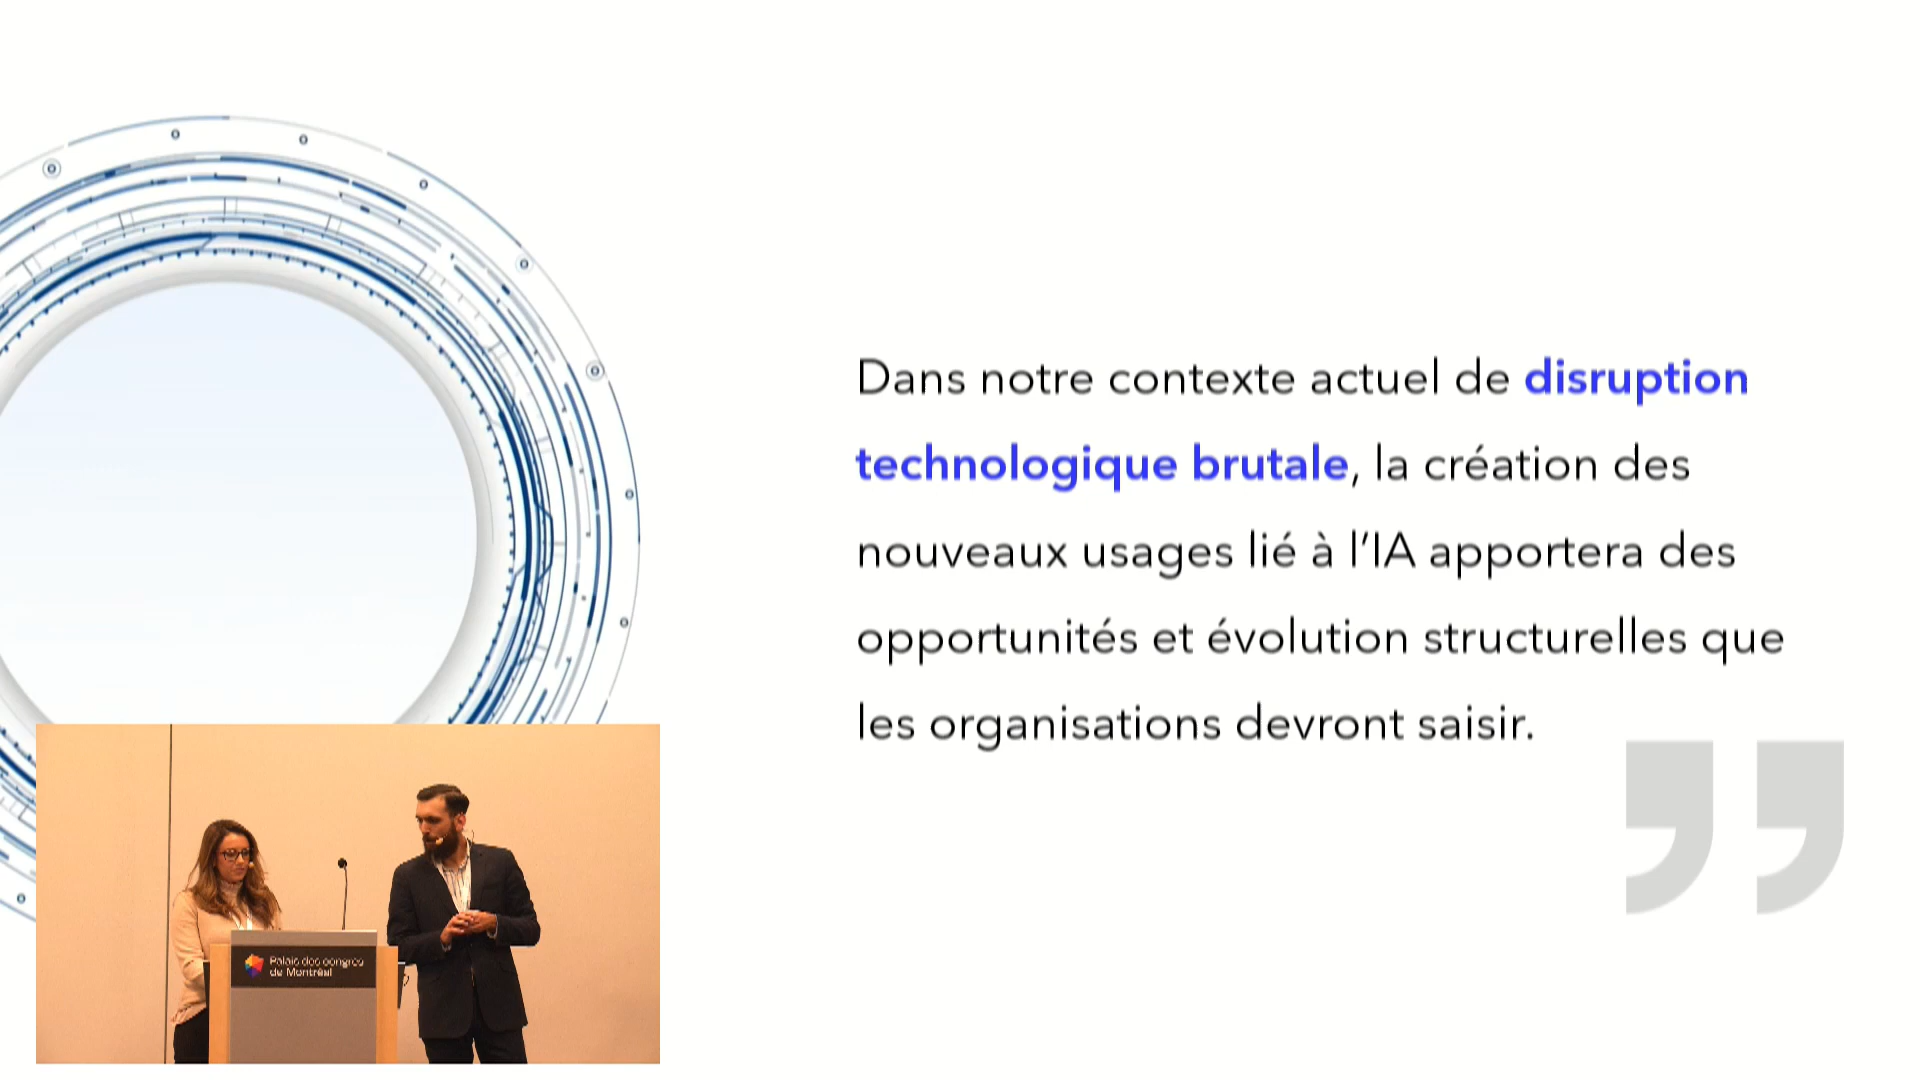 Dans notre contexte actuel de disruption
technologique brutale, la création des
nouveaux usages lié à l’IA apportera des
opportunités et évolution structurelles que
les organisations devront saisir.
Palais des congrès
de Montréal